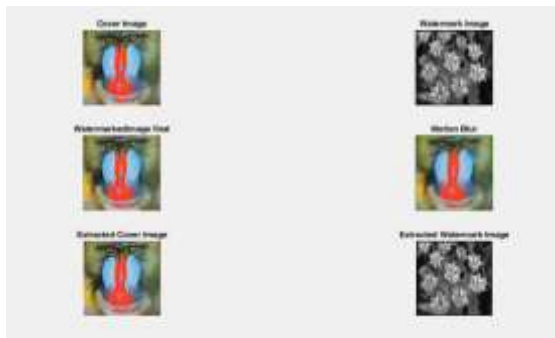 Cover Image
Watermark Image
WatermarkedImage final
Motion Blur
Extracted Cover Image
Extracted Watermark Image